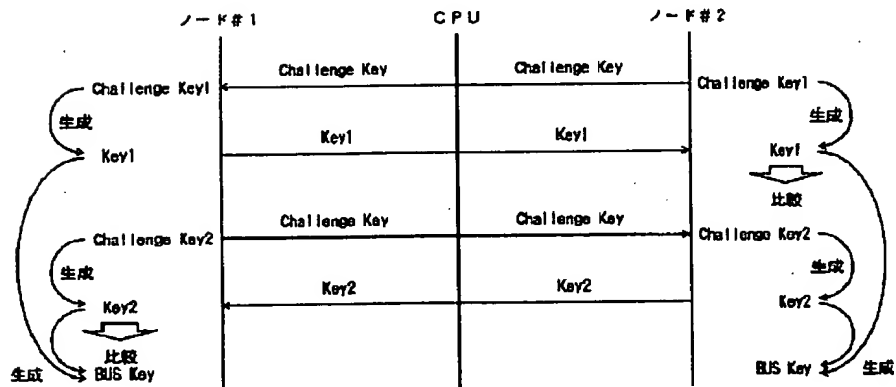 ノード#1 CPU ノード#2
Challenge Key Challenge Key
Challenge Key1 Challenge Key1
生成 生成
Key1 Key1
Key1 Key1
比較
Challenge Key Challenge Key
Challenge Key2 Challenge Key2
生成 生成
Key2 Key2
Key2 Key2
比較
生成 BUS Key BUS Key 生成